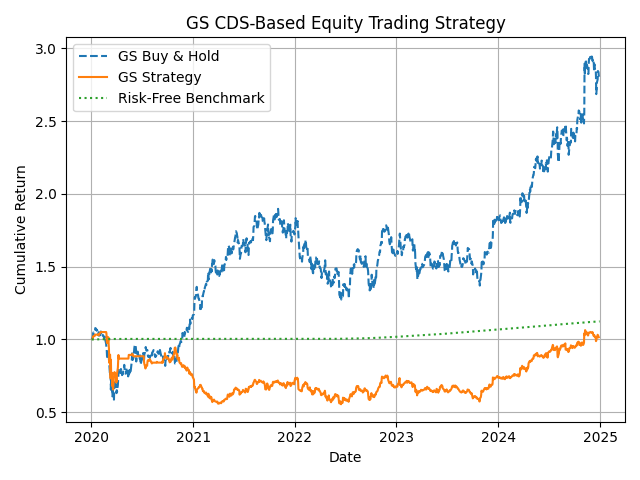 GS CDS-Based Equity Trading Strategy
GS Buy & Hold
GS Strategy
Risk-Free Benchmark
Cumulative Return
3.0
2.5
2.0
1.5
1.0
0.5
2020
2021
2022
2023
2024
2025
Date